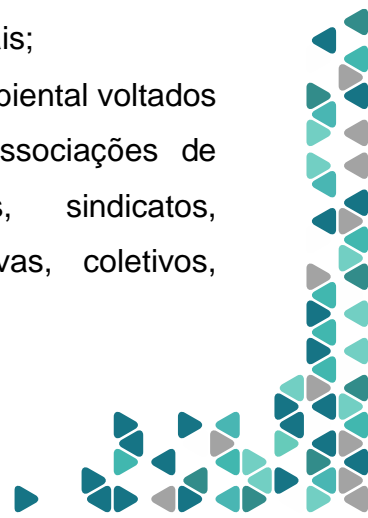 is;
biental voltados
ssociações de
s, sindicatos,
vas, coletivos,